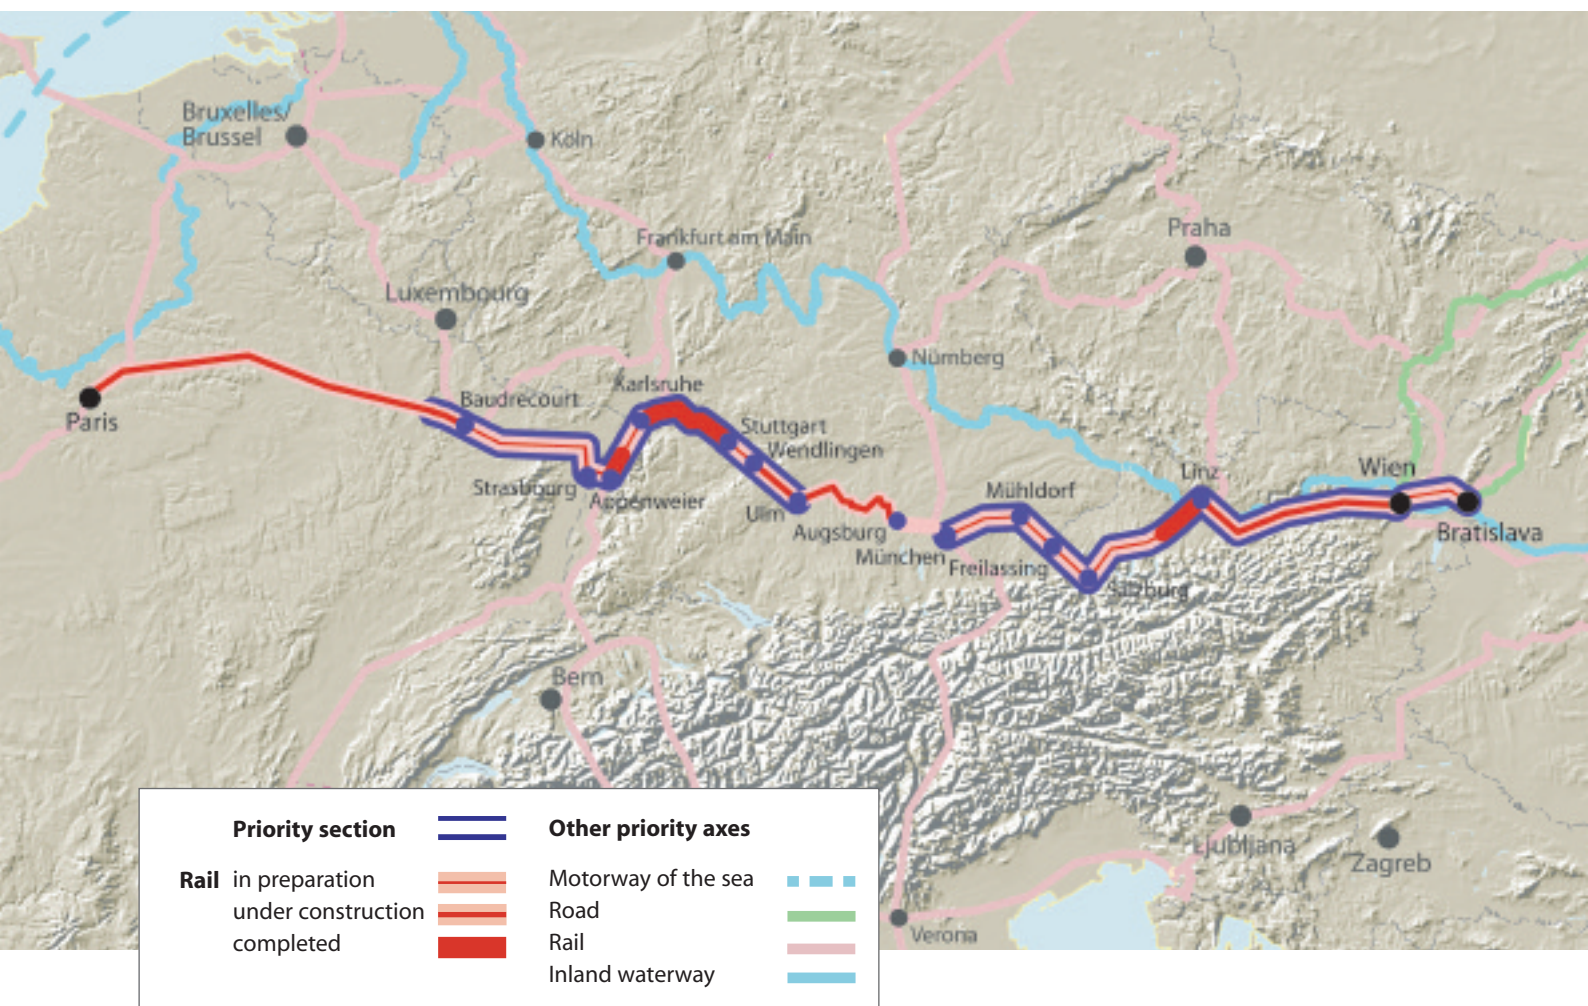 Bruxelles/
Brussel
Köln
Praha
Frankfurt am Main
Luxembourg
Nürnberg
Karlsruhe
Baudrecourt
Paris
Stuttgart
Wendlingen
Wien
Linz
Strasbourg
Appenweier
Mühldorf
Ulm
Augsburg
Bratislava
München
Freilassing
Salzburg
Bern
Ljubljana
Zagreb
Verona
Priority section
Other priority axes
Rail in preparation
under construction
completed
Motorway of the sea
Road
Rail
Inland waterway